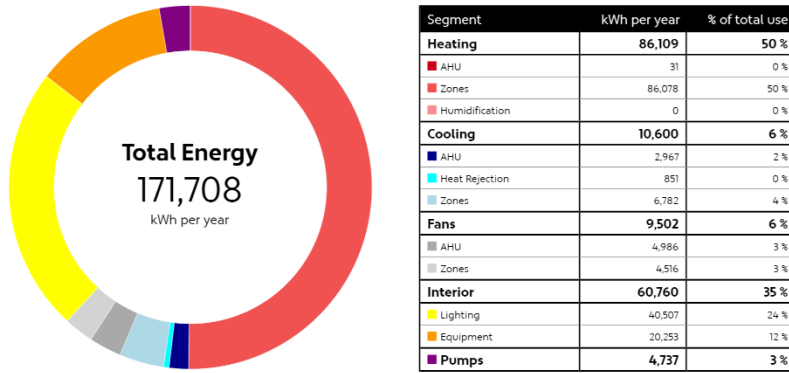 Total Energy
171,708
kWh per year
Segment kWh per year % of total use
Heating 86,109 50 %
AHU 31 0 %
Zones 86,078 50 %
Humidification 0 0 %
Cooling 10,600 6 %
AHU 2,967 2 %
Heat Rejection 851 0 %
Zones 6,782 4 %
Fans 9,502 6 %
AHU 4,986 3 %
Zones 4,516 3 %
Interior 60,760 35 %
Lighting 40,507 24 %
Equipment 20,253 12 %
Pumps 4,737 3 %